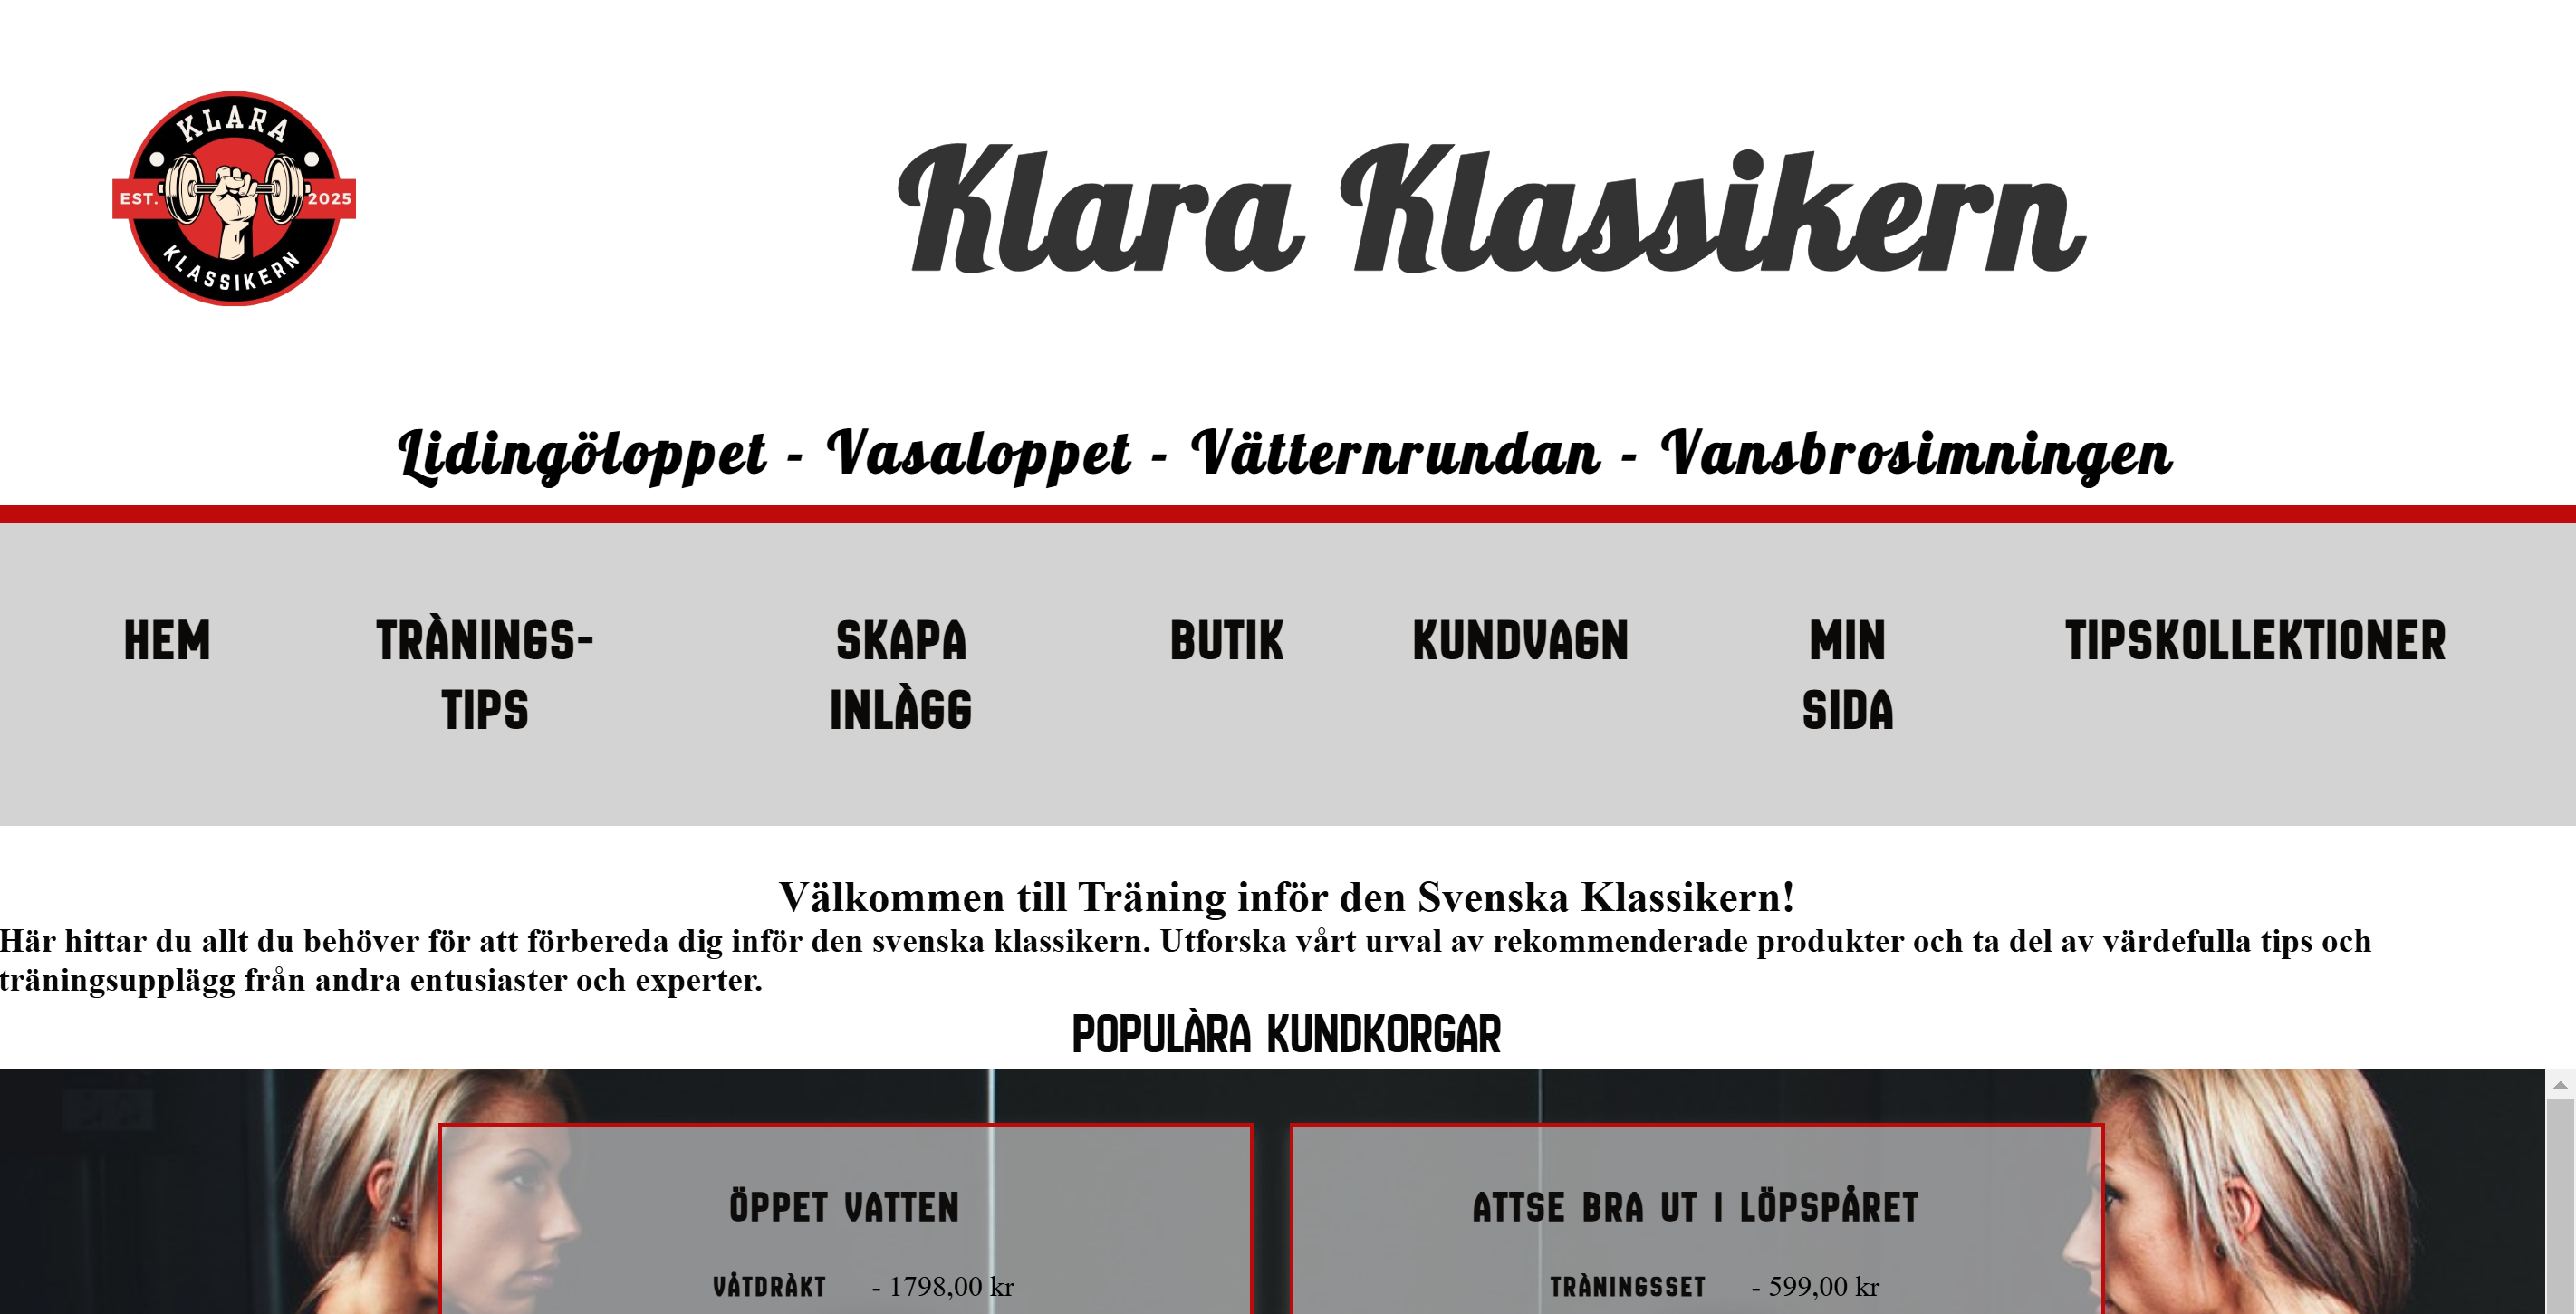 KLARA
EST. 2025
KLASSIKERN
Klara Klassikern
Lidingöloppet - Vasaloppet - Vätternrundan - Vansbrosimningen
HEM
TRÀNINGS-
TIPS
SKAPA
INLÀGG
BUTIK
KUNDVAGN
MIN
SIDA
TIPSKOLLEKTIONER
Välkommen till Träning inför den Svenska Klassikern!
Här hittar du allt du behöver för att förbereda dig inför den svenska klassikern. Utforska vårt urval av rekommenderade produkter och ta del av värdefulla tips och
träningsupplägg från andra entusiaster och experter.
POPULÀRA KUNDKORGAR
ÖPPET VATTEN
VÅTDRÀKT - 1798,00 kr
ATTSE BRA UT I LÖPSPÅRET
TRÀNINGSSET - 599,00 kr